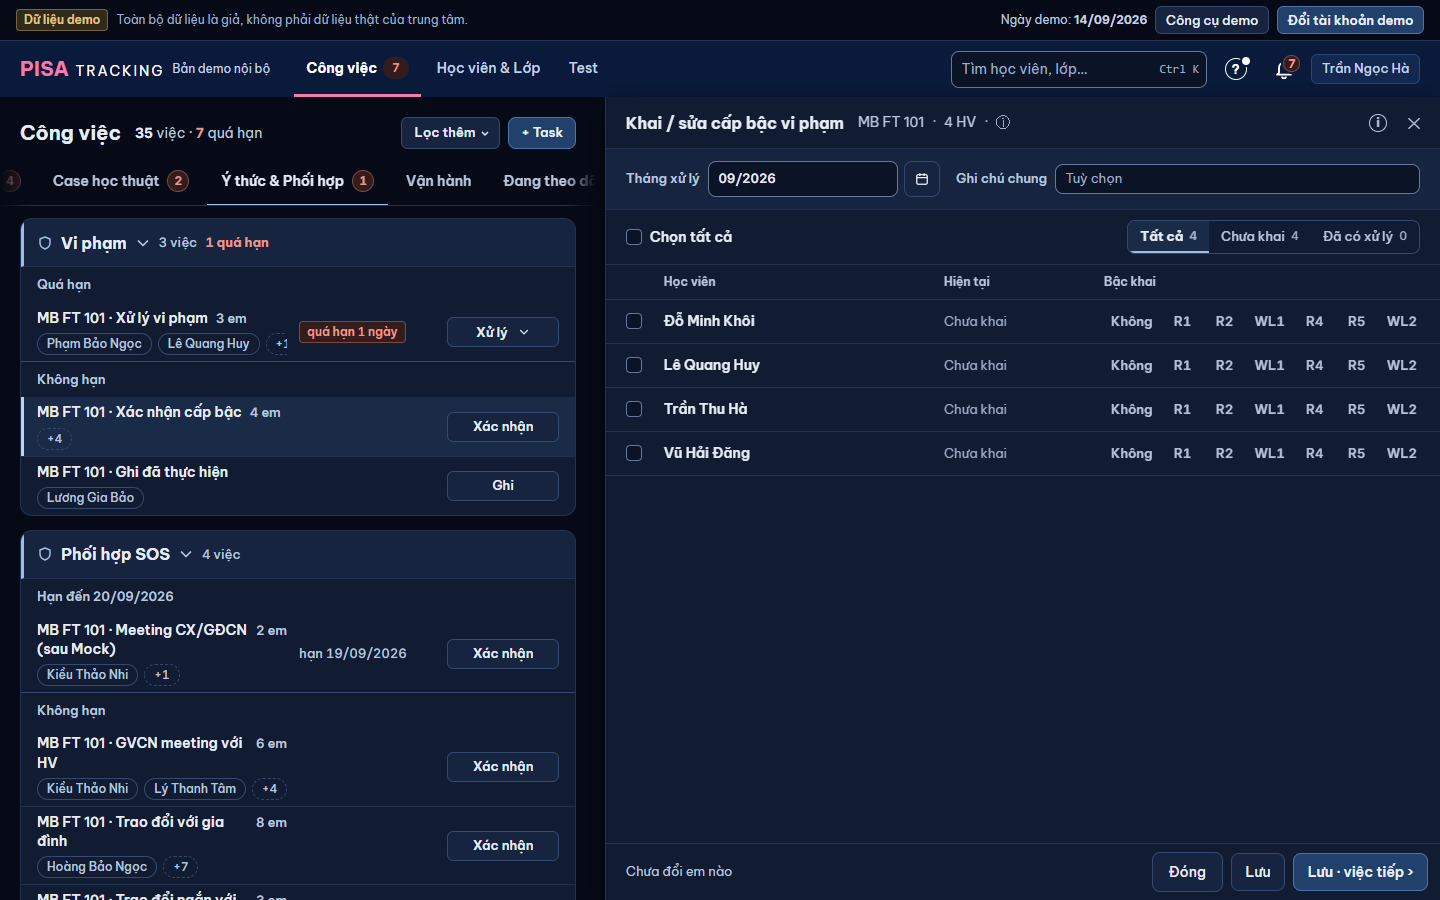 Dữ liệu demo Toàn bộ dữ liệu là giả, không phải dữ liệu thật của trung tâm. Ngày demo: 14/09/2026 Công cụ demo Đổi tài khoản demo
PISA TRACKING Bản demo nội bộ Công việc 7 Học viên & Lớp Test Tìm học viên, lớp... Ctrl K ? 7 Trần Ngọc Hà
Công việc 35 việc · 7 quá hạn Lọc thêm + Task
4 Case học thuật 2 Ý thức & Phối hợp 1 Vận hành Đang theo
Vi phạm 3 việc 1 quá hạn
Quá hạn
MB FT 101 · Xử lý vi phạm 3 em
Phạm Bảo Ngọc Lê Quang Huy +1 quá hạn 1 ngày Xử lý
Không hạn
MB FT 101 · Xác nhận cấp bậc 4 em
+4 Xác nhận
MB FT 101 · Ghi đã thực hiện
Lương Gia Bảo Ghi
Phối hợp SOS 4 việc
Hạn đến 20/09/2026
MB FT 101 · Meeting CX/GĐCN 2 em
(sau Mock) hạn 19/09/2026 Xác nhận
Kiều Thảo Nhi +1
Không hạn
MB FT 101 · GVCN meeting với 6 em
HV Xác nhận
Kiều Thảo Nhi Lý Thanh Tâm +4
MB FT 101 · Trao đổi với gia 8 em
đình Xác nhận
Hoàng Bảo Ngọc +7
MB FT 101 · Trao đổi ngắn với 3 em
Khai / sửa cấp bậc vi phạm MB FT 101 · 4 HV ·
Tháng xử lý 09/2026 Ghi chú chung Tuỳ chọn
Chọn tất cả Tất cả 4 Chưa khai 4 Đã có xử lý 0
Học viên Hiện tại Bậc khai
Đỗ Minh Khôi Chưa khai Không R1 R2 WL1 R4 R5 WL2
Lê Quang Huy Chưa khai Không R1 R2 WL1 R4 R5 WL2
Trần Thu Hà Chưa khai Không R1 R2 WL1 R4 R5 WL2
Vũ Hải Đăng Chưa khai Không R1 R2 WL1 R4 R5 WL2
Chưa đổi em nào Đóng Lưu Lưu · việc tiếp ›